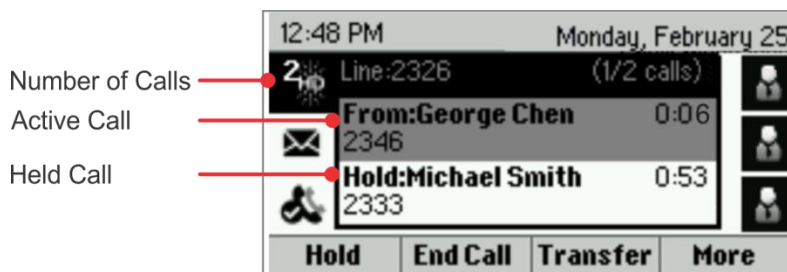 12:48 PM Monday, February 25
Number of Calls
2 HD Line:2326 (1/2 calls)
Active Call
From:George Chen 0:06
2346
Held Call
Hold:Michael Smith 0:53
2333
Hold End Call Transfer More